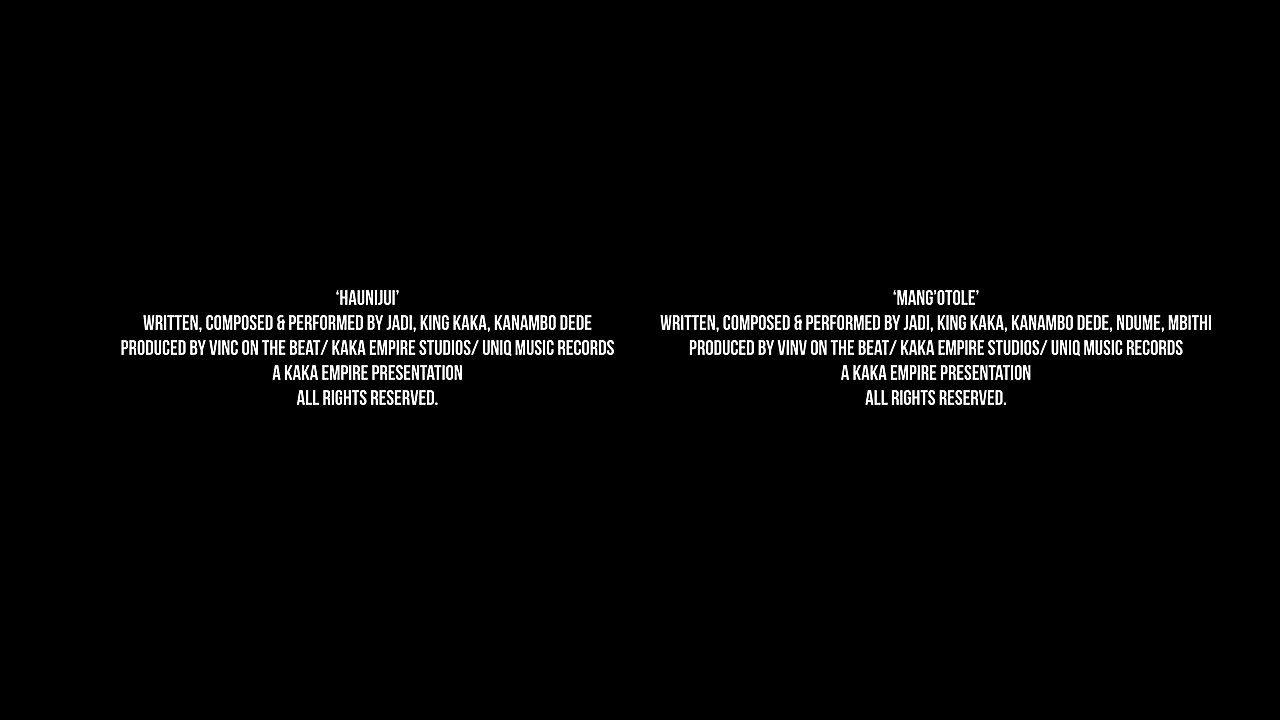 ‘HAUNIJUI’
WRITTEN, COMPOSED & PERFORMED BY JADI, KING KAKA, KANAMBO DEDE
PRODUCED BY VINC ON THE BEAT/ KAKA EMPIRE STUDIOS/ UNIQ MUSIC RECORDS
A KAKA EMPIRE PRESENTATION
ALL RIGHTS RESERVED.
‘MANG’OTOLE’
WRITTEN, COMPOSED & PERFORMED BY JADI, KING KAKA, KANAMBO DEDE, NDUME, MBITHI
PRODUCED BY VINV ON THE BEAT/ KAKA EMPIRE STUDIOS/ UNIQ MUSIC RECORDS
A KAKA EMPIRE PRESENTATION
ALL RIGHTS RESERVED.